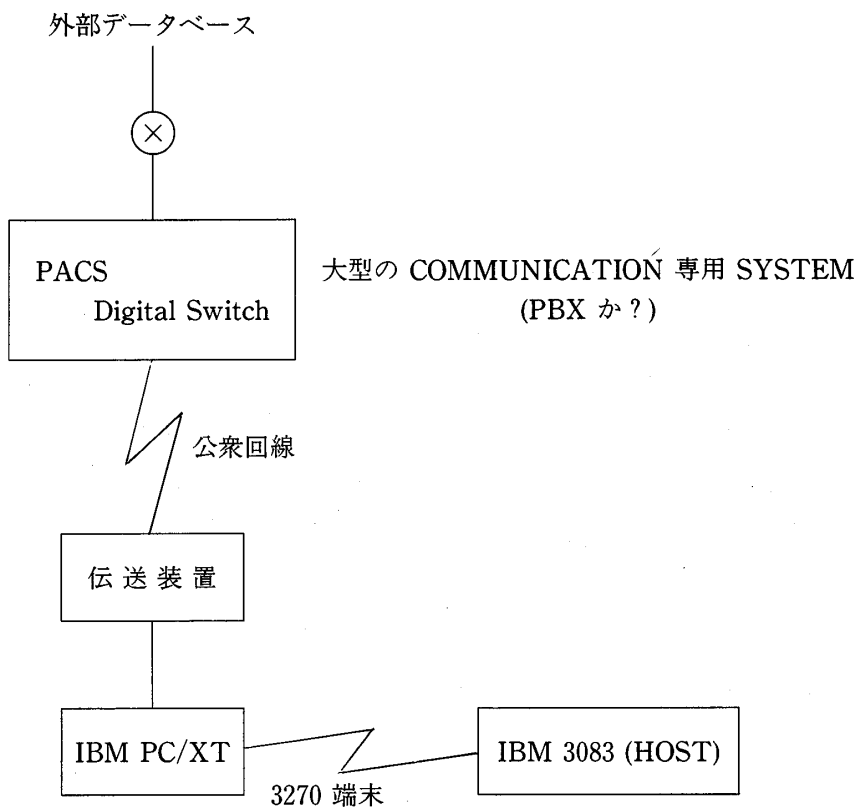 外部データベース
PACS
Digital Switch
大型の COMMUNICATION 専用 SYSTEM
(PBX か？)
公衆回線
伝送装置
IBM PC/XT
IBM 3083 (HOST)
3270 端末